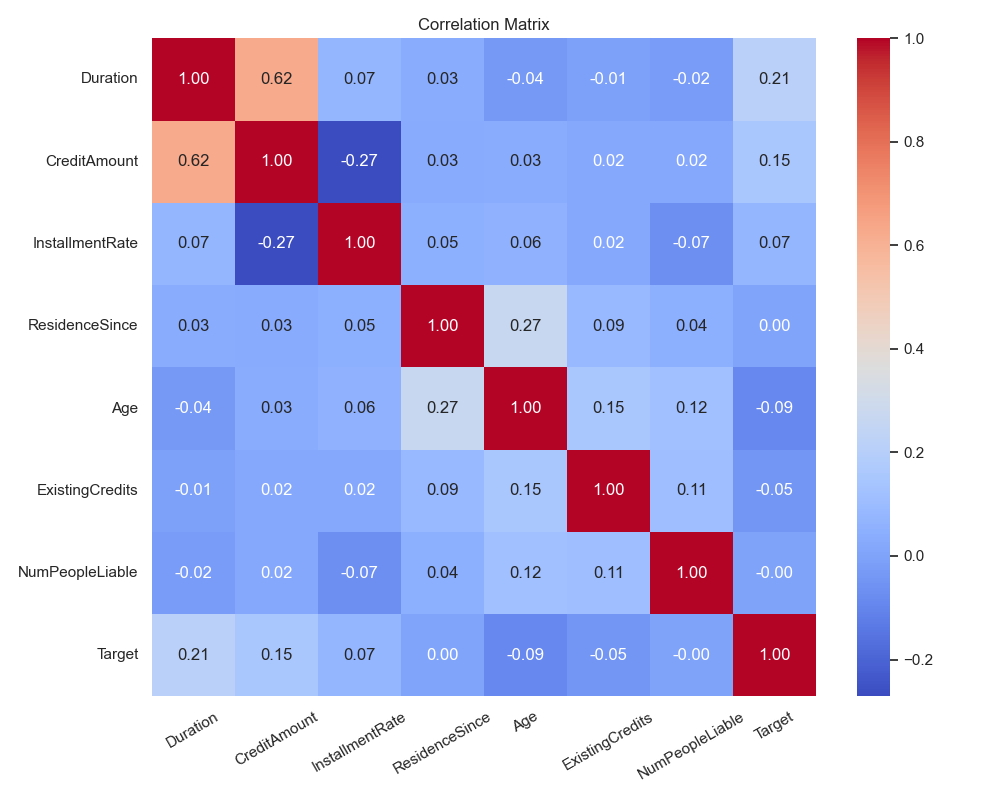 Correlation Matrix
Duration 1.00 0.62 0.07 0.03 -0.04 -0.01 -0.02 0.21
CreditAmount 0.62 1.00 -0.27 0.03 0.03 0.02 0.02 0.15
InstallmentRate 0.07 -0.27 1.00 0.05 0.06 0.02 -0.07 0.07
ResidenceSince 0.03 0.03 0.05 1.00 0.27 0.09 0.04 0.00
Age -0.04 0.03 0.06 0.27 1.00 0.15 0.12 -0.09
ExistingCredits -0.01 0.02 0.02 0.09 0.15 1.00 0.11 -0.05
NumPeopleLiable -0.02 0.02 -0.07 0.04 0.12 0.11 1.00 -0.00
Target 0.21 0.15 0.07 0.00 -0.09 -0.05 -0.00 1.00
Duration CreditAmount InstallmentRate ResidenceSince Age ExistingCredits NumPeopleLiable Target
1.0
0.8
0.6
0.4
0.2
0.0
−0.2